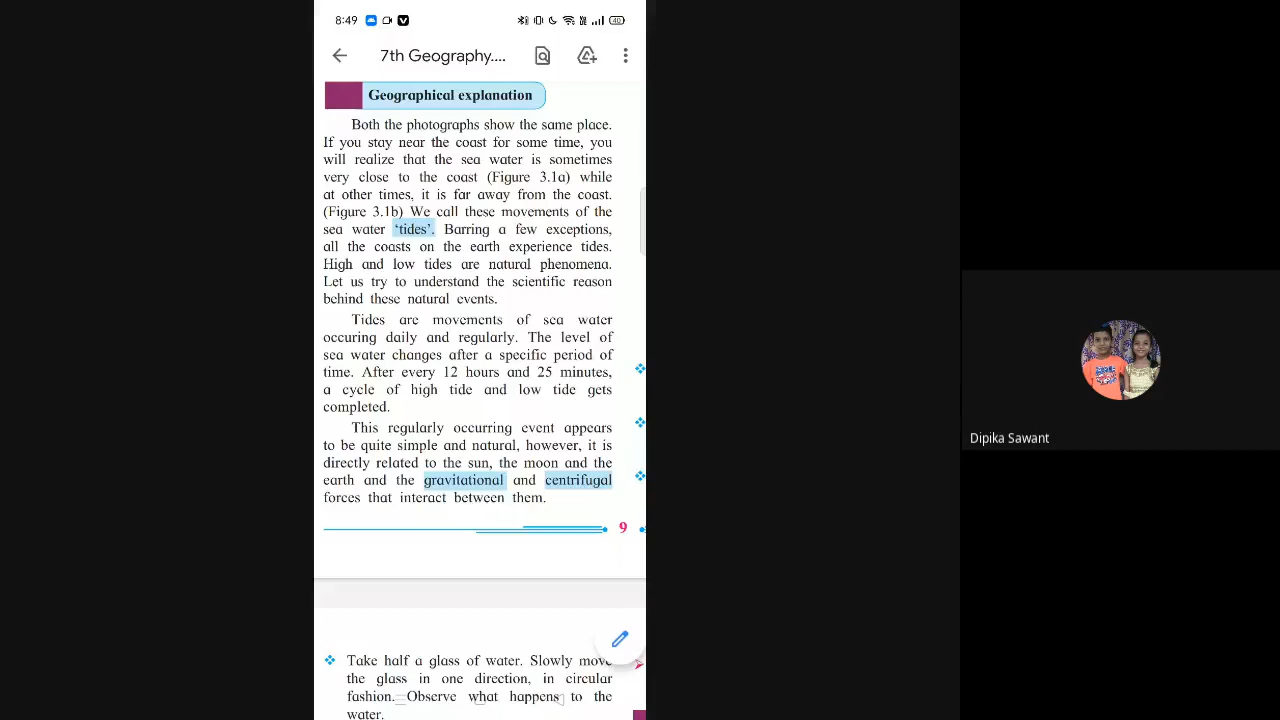 8:49
40
7th Geography....
Geographical explanation
Both the photographs show the same place.
If you stay near the coast for some time, you
will realize that the sea water is sometimes
very close to the coast (Figure 3.1a) while
at other times, it is far away from the coast.
(Figure 3.1b) We call these movements of the
sea water ‘tides’. Barring a few exceptions,
all the coasts on the earth experience tides.
High and low tides are natural phenomena.
Let us try to understand the scientific reason
behind these natural events.
Tides are movements of sea water
occuring daily and regularly. The level of
sea water changes after a specific period of
time. After every 12 hours and 25 minutes,
a cycle of high tide and low tide gets
completed.
This regularly occurring event appears
to be quite simple and natural, however, it is
directly related to the sun, the moon and the
earth and the gravitational and centrifugal
forces that interact between them.
9
Take half a glass of water. Slowly move
the glass in one direction, in circular
fashion. Observe what happens to the
water.
Dipika Sawant